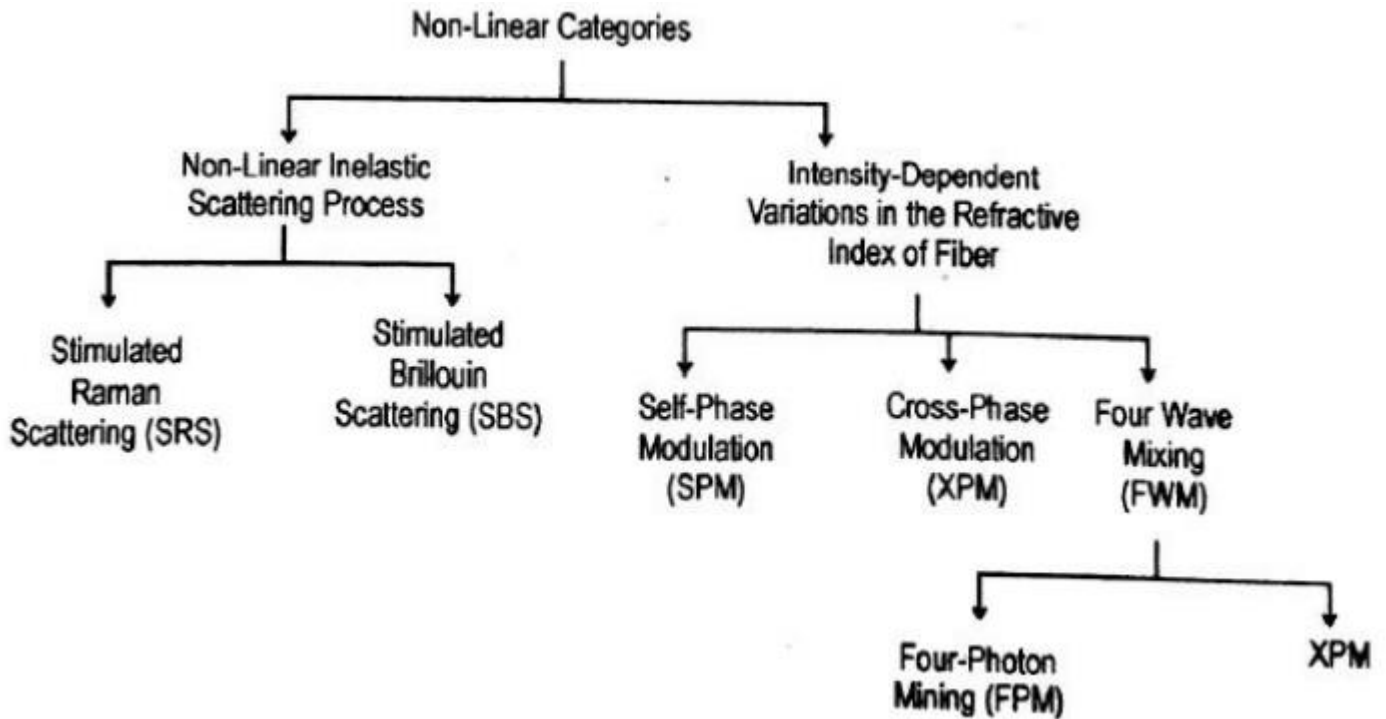 Non-Linear Categories
Non-Linear Inelastic
Scattering Process
Intensity-Dependent
Variations in the Refractive
Index of Fiber
Stimulated
Raman
Scattering (SRS)
Stimulated
Brillouin
Scattering (SBS)
Self-Phase
Modulation
(SPM)
Cross-Phase
Modulation
(XPM)
Four Wave
Mixing
(FWM)
Four-Photon
Mining (FPM)
XPM